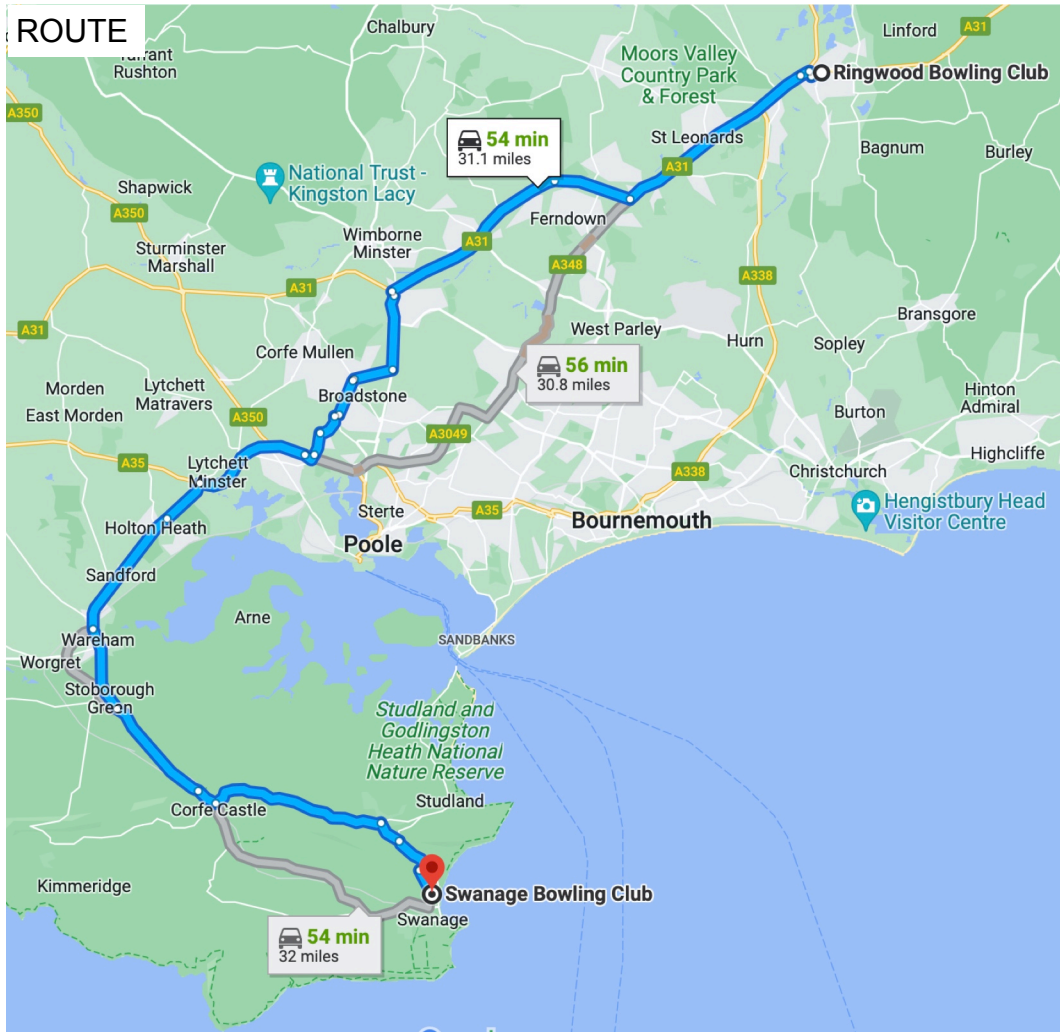 ROUTE
Chalbury
Linford
A31
Tarrant
Rushton
Moors Valley
Country Park
& Forest
Ringwood Bowling Club
A350
54 min
31.1 miles
St Leonards
Bagnum
Burley
A31
National Trust -
Kingston Lacy
Shapwick
A350
Ferndown
Wimborne
Minster
Sturminster
Marshall
A31
A348
A338
A31
Bransgore
A31
West Parley
Hurn
Sopley
Corfe Mullen
56 min
30.8 miles
Morden
Lytchett
Matravers
Broadstone
Hinton
Admiral
East Morden
A350
Burton
A3049
Highcliffe
A35
Lytchett
Minster
A338
Christchurch
Sterte
A35
Hengistbury Head
Visitor Centre
Bournemouth
Holton Heath
Poole
Sandford
Arne
Wareham
SANDBANKS
Worgret
Stoborough
Green
Studland and
Godlingston
Heath National
Nature Reserve
Studland
Corfe Castle
Kimmeridge
Swanage Bowling Club
Swanage
54 min
32 miles